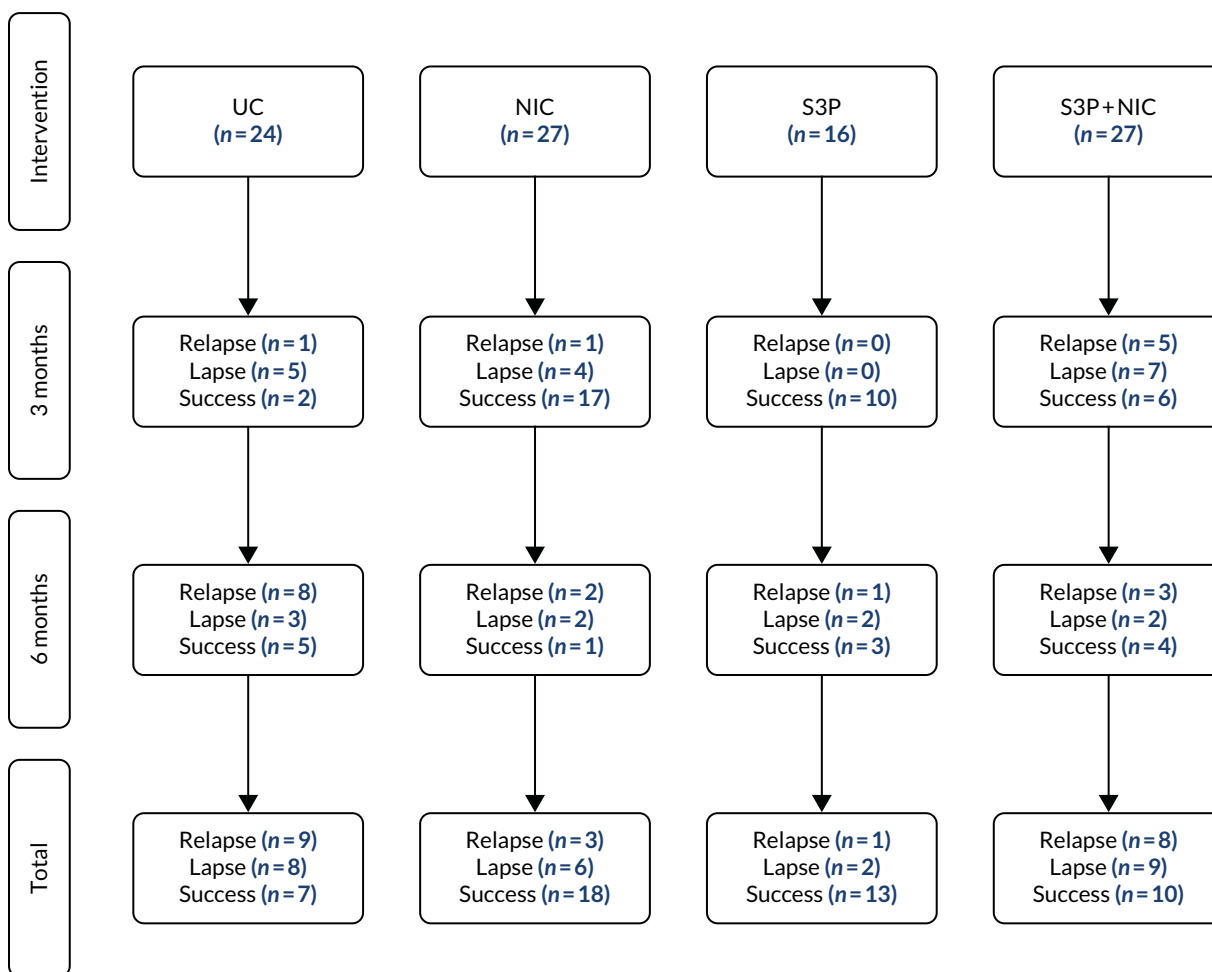 Intervention
UC
(n=24)
NIC
(n=27)
S3P
(n=16)
S3P+NIC
(n=27)
3 months
Relapse (n=1)
Lapse (n=5)
Success (n=2)
Relapse (n=1)
Lapse (n=4)
Success (n=17)
Relapse (n=0)
Lapse (n=0)
Success (n=10)
Relapse (n=5)
Lapse (n=7)
Success (n=6)
6 months
Relapse (n=8)
Lapse (n=3)
Success (n=5)
Relapse (n=2)
Lapse (n=2)
Success (n=1)
Relapse (n=1)
Lapse (n=2)
Success (n=3)
Relapse (n=3)
Lapse (n=2)
Success (n=4)
Total
Relapse (n=9)
Lapse (n=8)
Success (n=7)
Relapse (n=3)
Lapse (n=6)
Success (n=18)
Relapse (n=1)
Lapse (n=2)
Success (n=13)
Relapse (n=8)
Lapse (n=9)
Success (n=10)